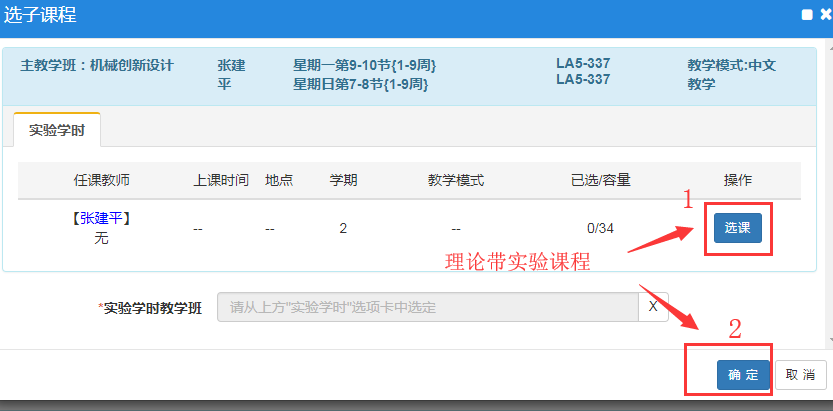 选子课程
主教学班：机械创新设计 张建平 星期一第9-10节{1-9周} LA5-337 教学模式:中文教学
星期日第7-8节{1-9周} LA5-337
实验学时
任课教师 上课时间 地点 学期 教学模式 已选/容量 操作
【张建平】
无 -- -- 2 -- 0/34 选课
1
理论带实验课程
*实验学时教学班 请从上方"实验学时"选项卡中选定 X
2
确 定 取 消